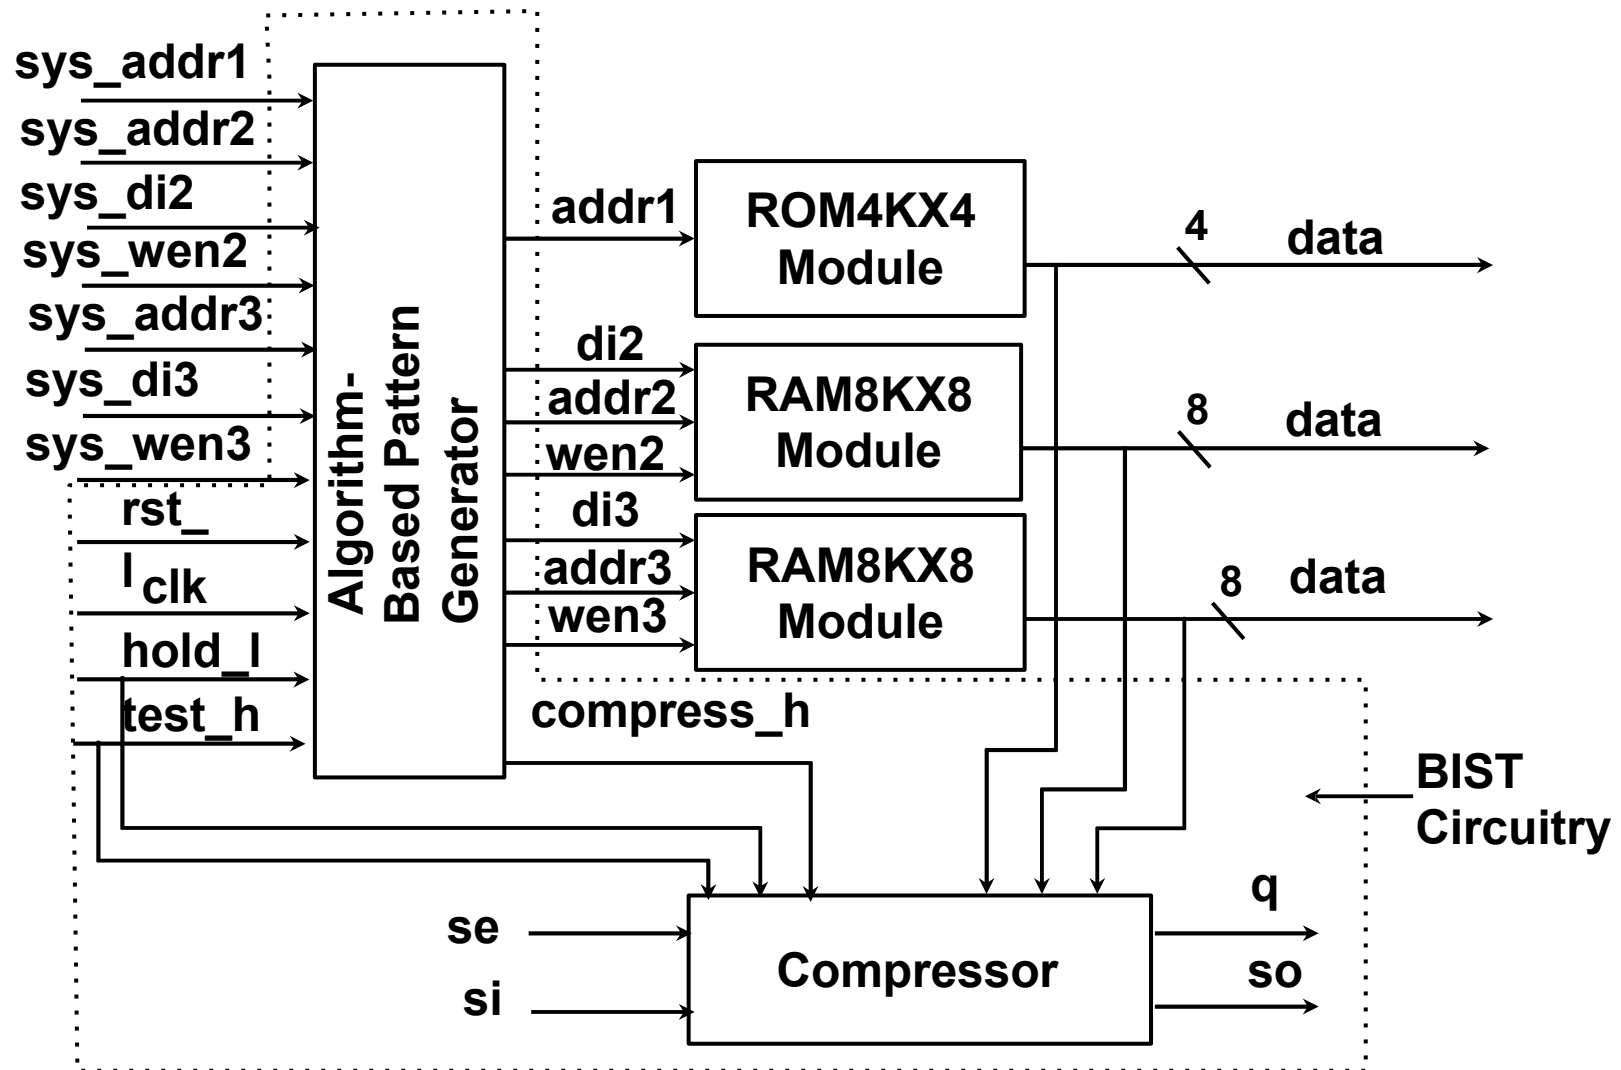 sys_addr1
sys_addr2
sys_di2
sys_wen2
sys_addr3
sys_di3
sys_wen3
rst_
l
clk
hold_l
test_h
Algorithm-
Based Pattern
Generator
addr1
di2
addr2
wen2
di3
addr3
wen3
compress_h
ROM4KX4
Module
RAM8KX8
Module
RAM8KX8
Module
4
data
8
data
8
data
BIST
Circuitry
se
si
Compressor
q
so